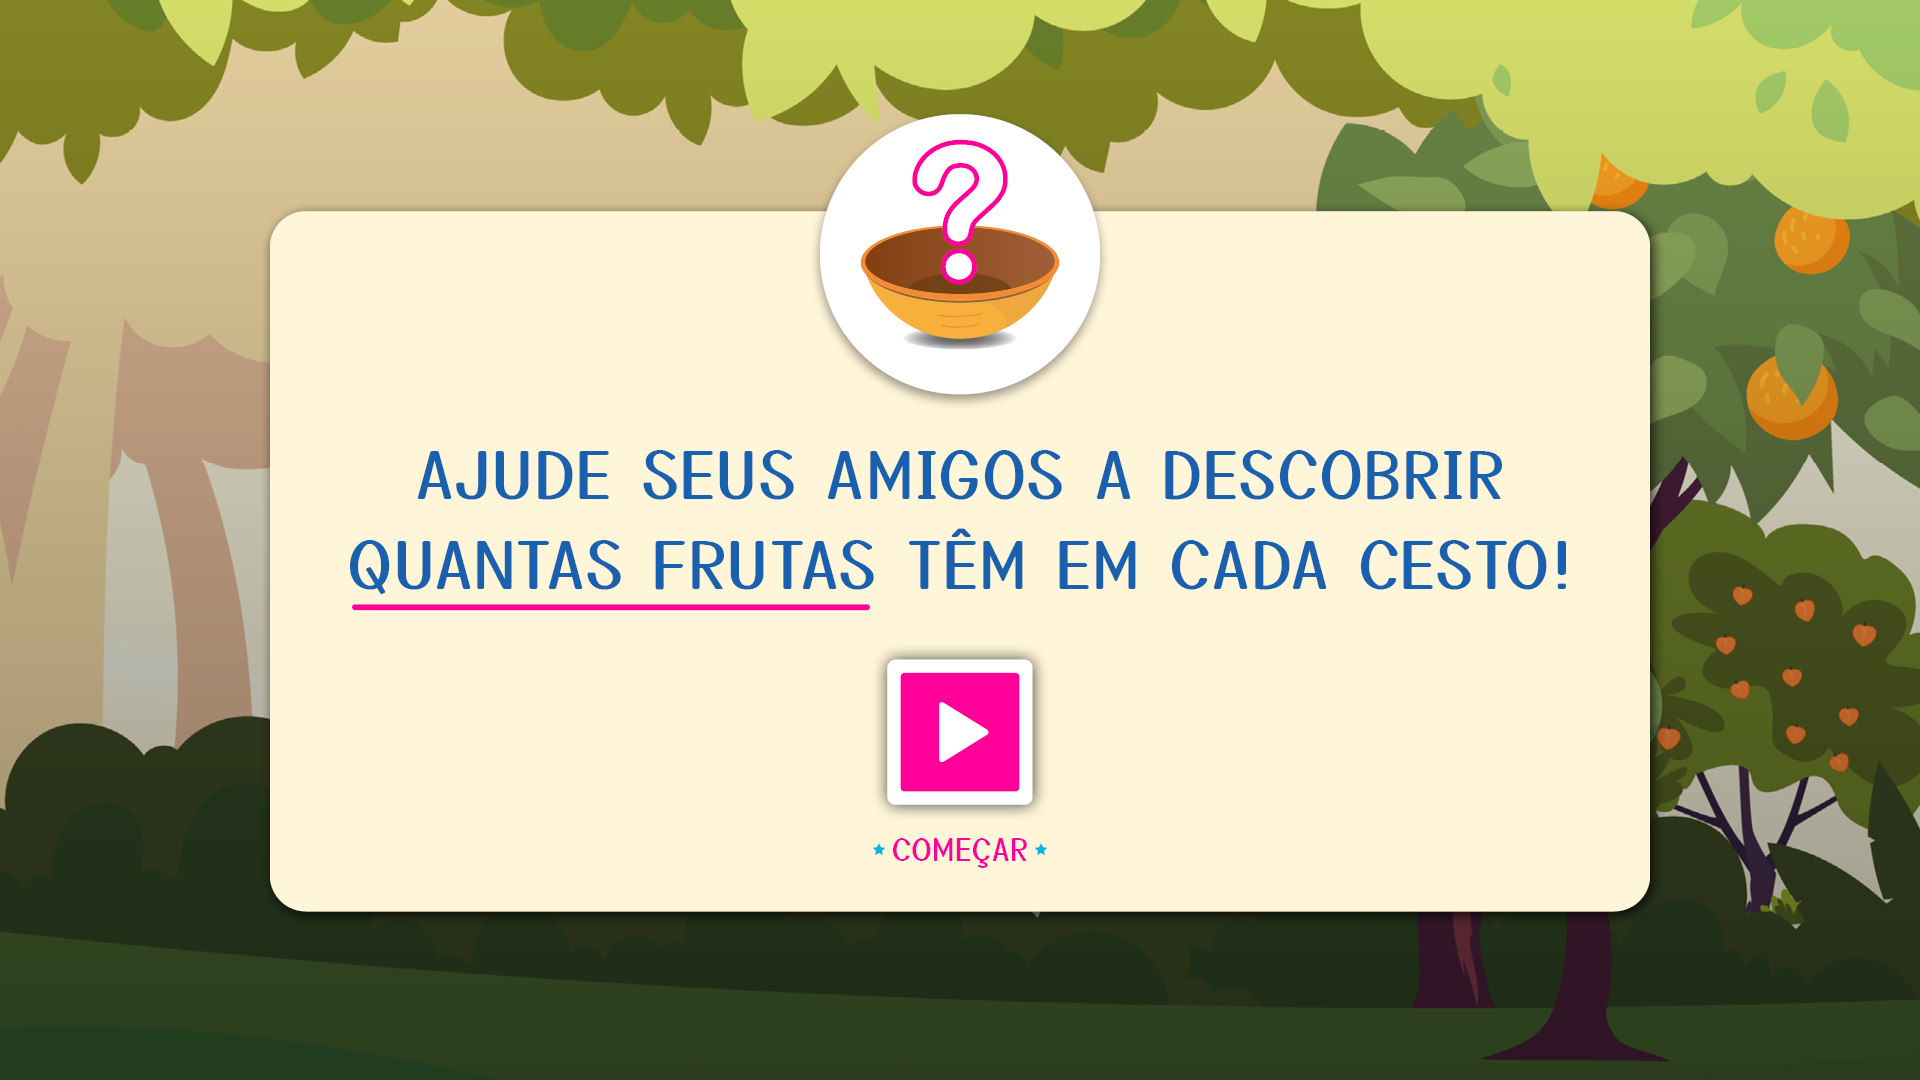 ?
AJUDE SEUS AMIGOS A DESCOBRIR
QUANTAS FRUTAS TÊM EM CADA CESTO!
COMEÇAR